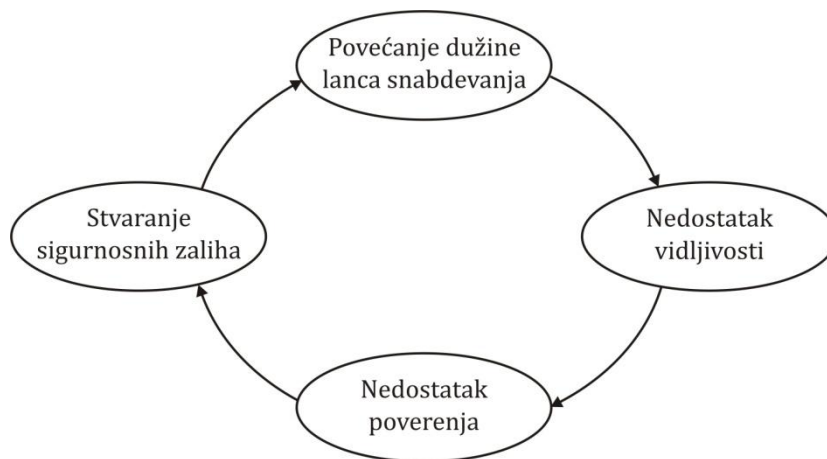 Povećanje dužine
lanca snabdevanja
Stvaranje
sigurnosnih zaliha
Nedostatak
vidljivosti
Nedostatak
poverenja